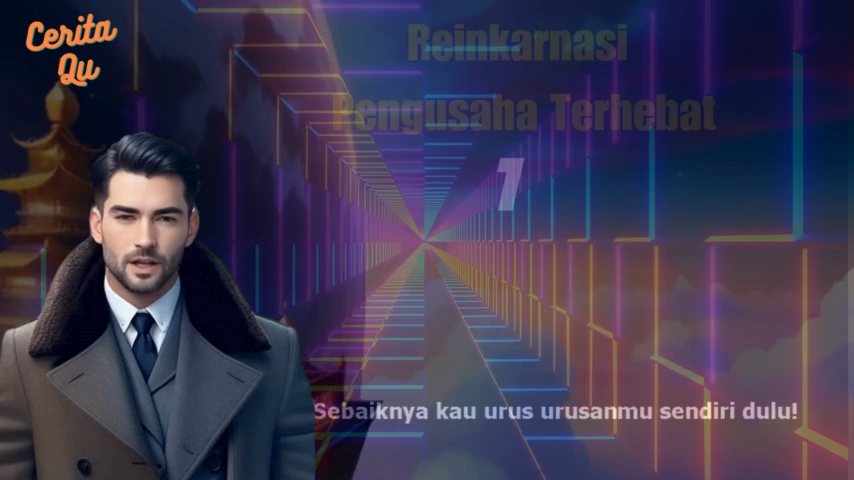 Cerita
Qu
Reinkarnasi
Pengusaha Terhebat
1
Sebaiknya kau urus urusanmu sendiri dulu!